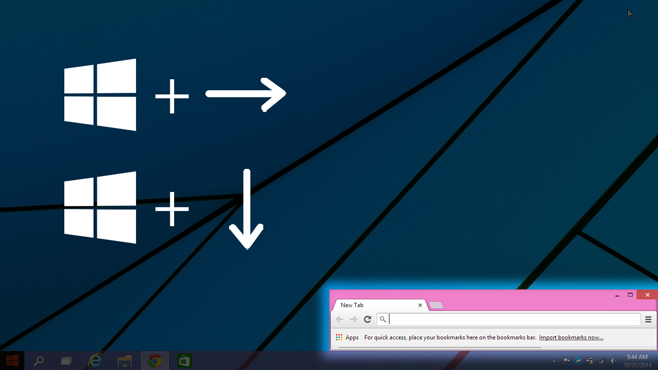 New Tab
Apps For quick access, place your bookmarks here on the bookmarks bar. Import bookmarks now...
5:44 AM
10/31/2014